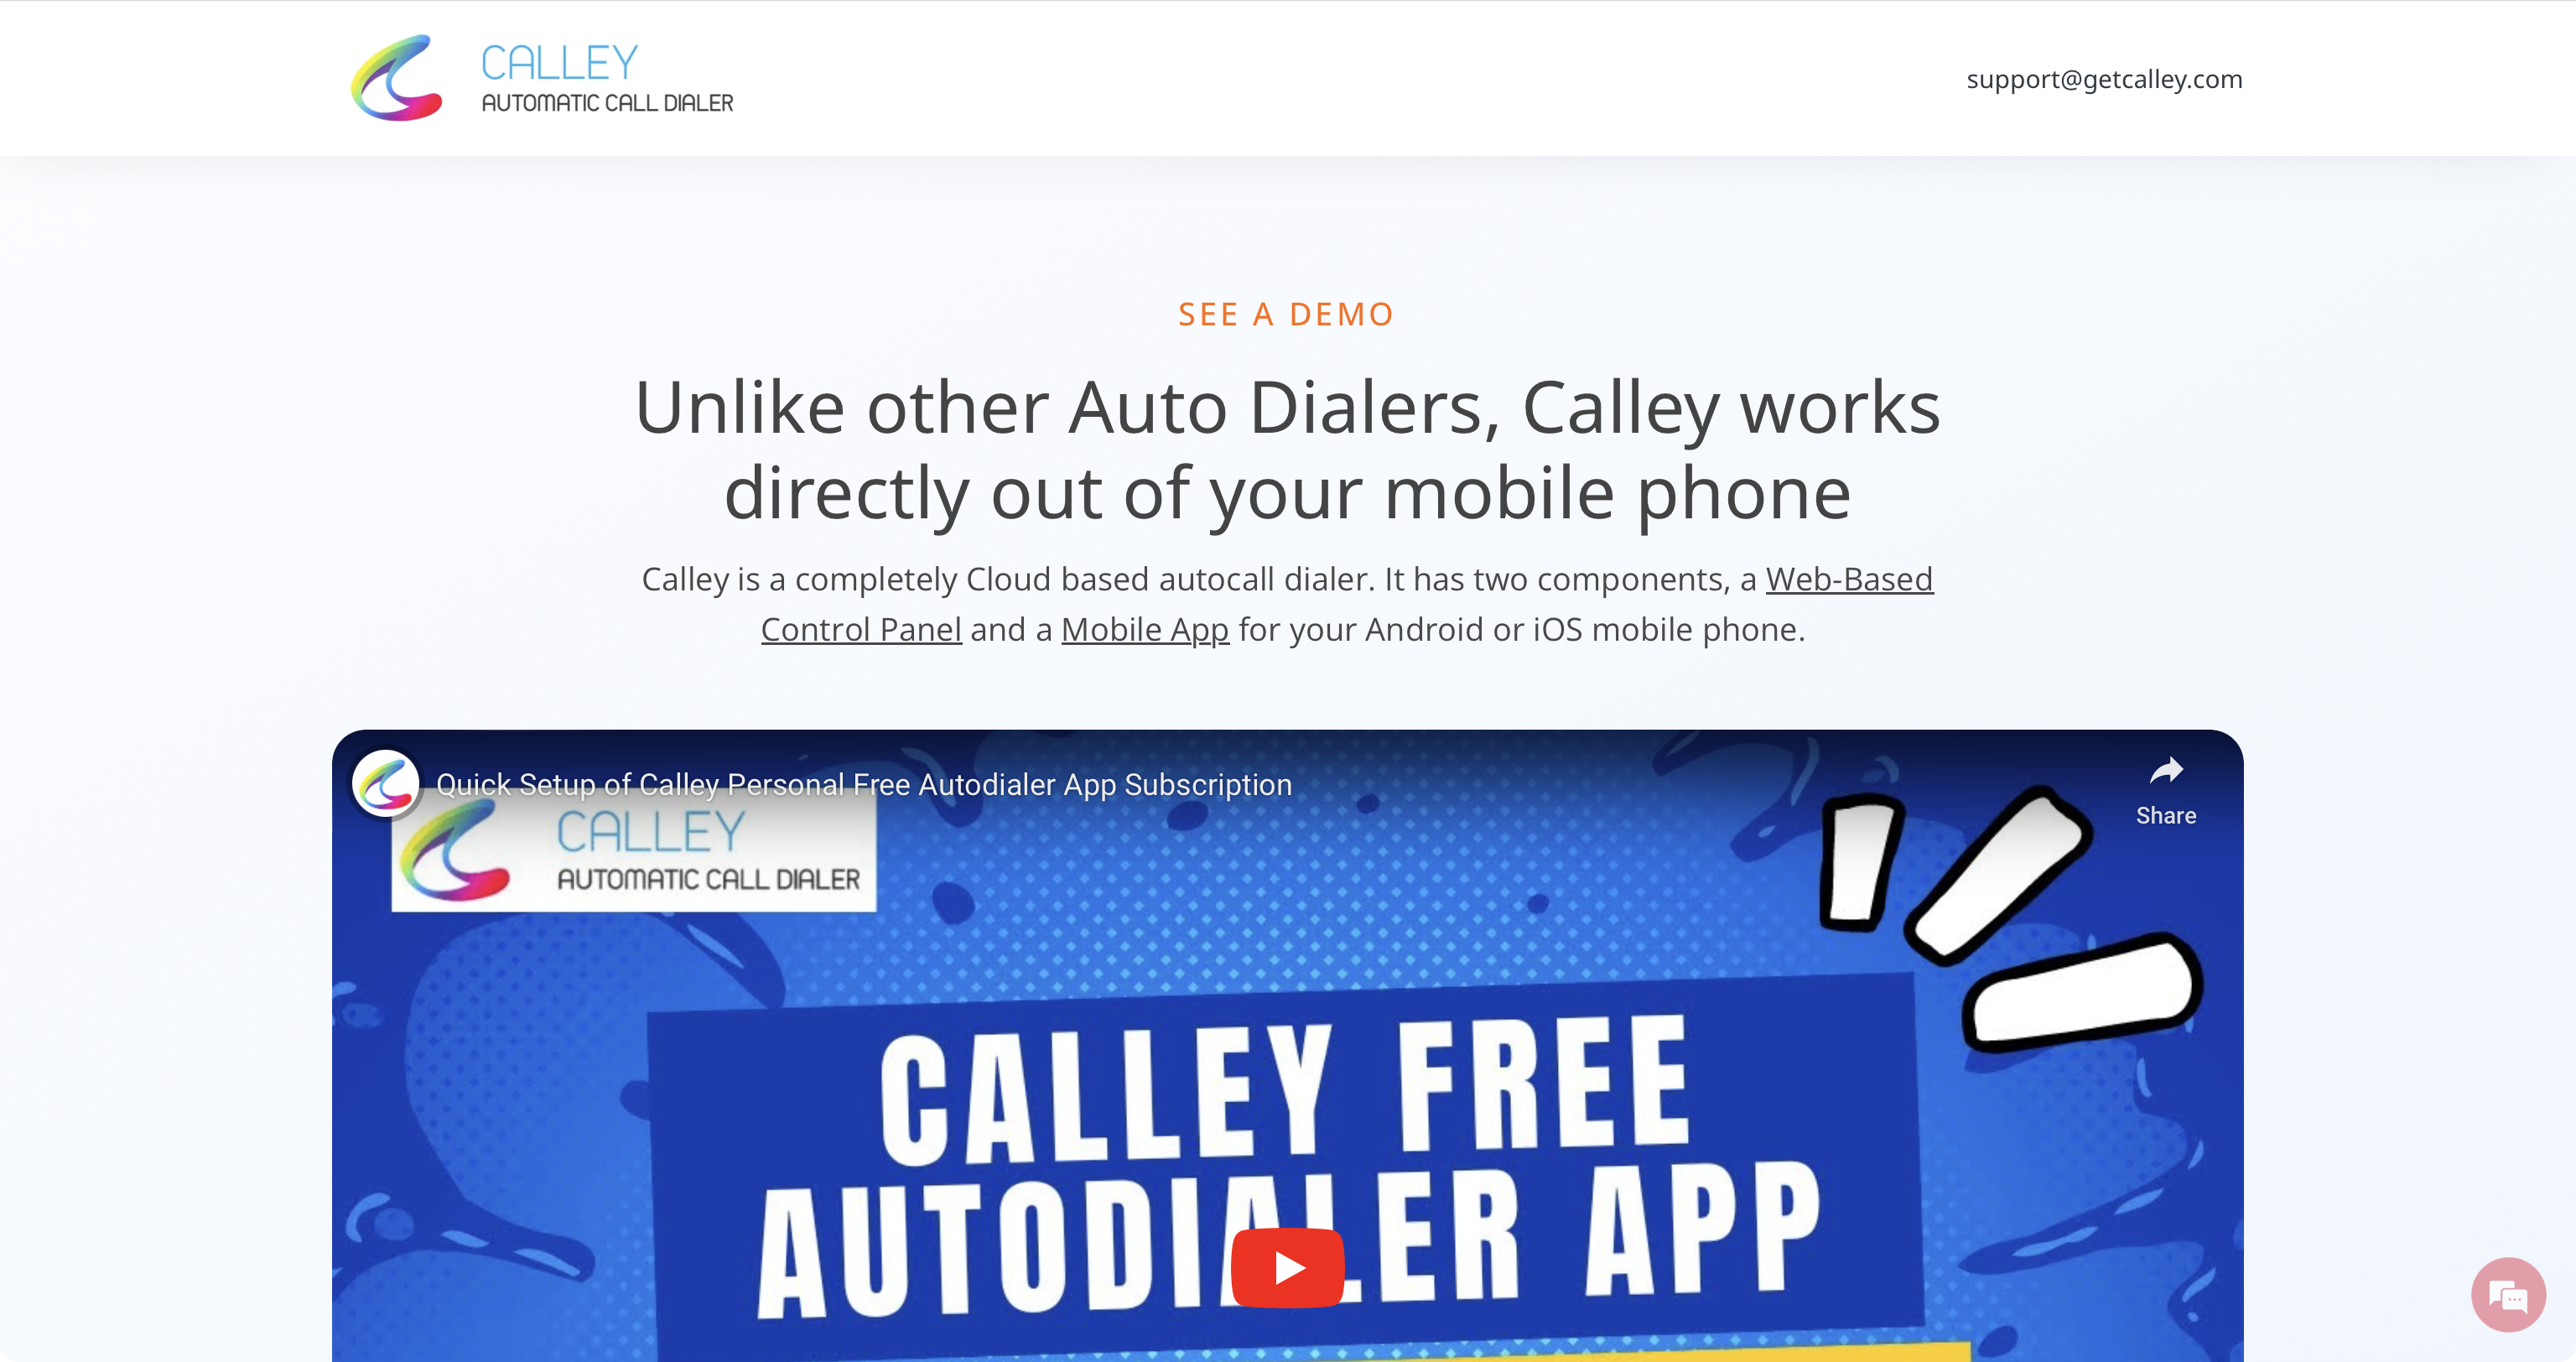 CALLEY
AUTOMATIC CALL DIALER
support@getcalley.com
SEE A DEMO
Unlike other Auto Dialers, Calley works
directly out of your mobile phone
Calley is a completely Cloud based autocall dialer. It has two components, a Web-Based
Control Panel and a Mobile App for your Android or iOS mobile phone.
Quick Setup of Calley Personal Free Autodialer App Subscription
Share
CALLEY
AUTOMATIC CALL DIALER
CALLEY FREE
AUTODIALER APP